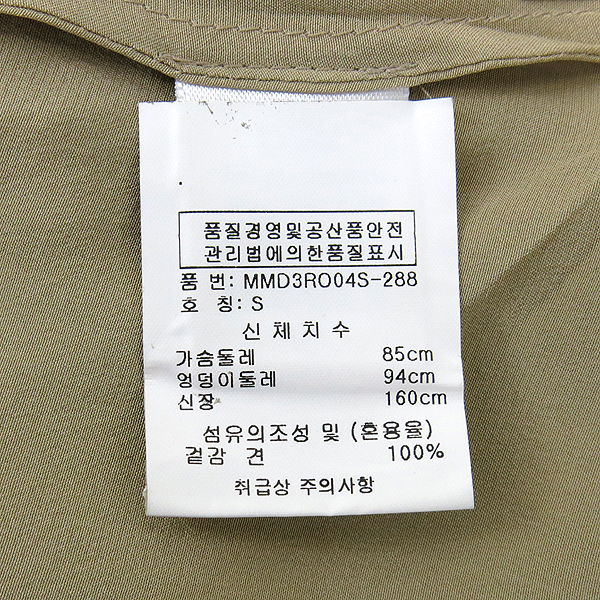 품질경영및공산품안전
관리법에의한품질표시
품 번: MMD3RO04S-288
호 칭: S
신체치수
가슴둘레 85cm
엉덩이둘레 94cm
신장 160cm
섬유의조성 및 (혼용율)
겉감 견 100%
취급상 주의사항